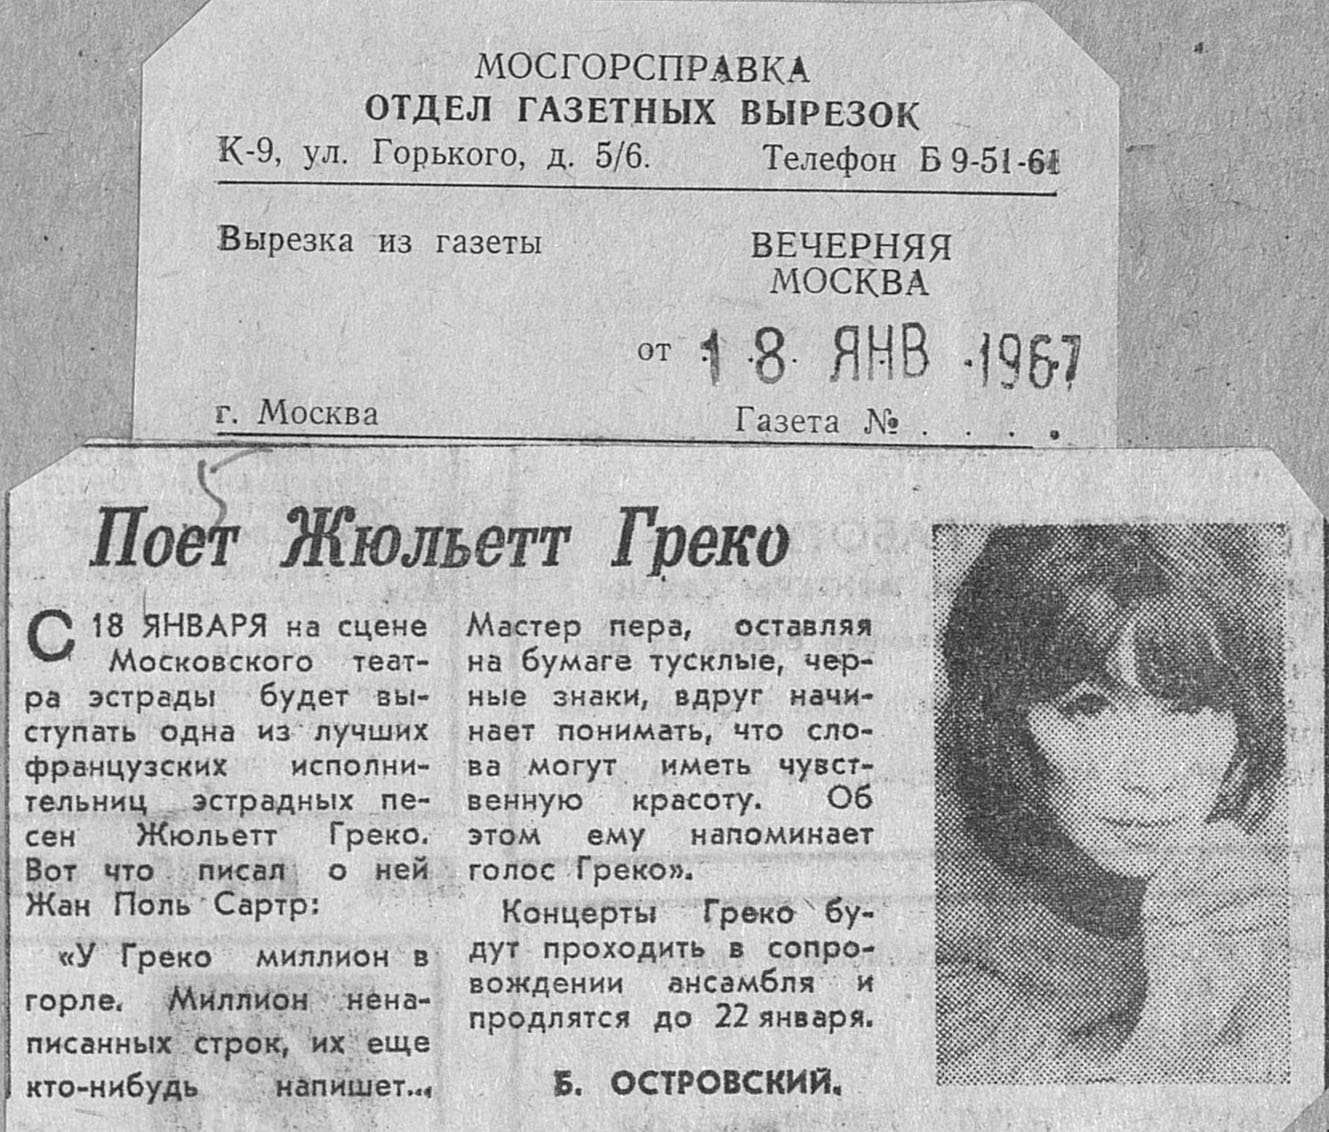 МОСГОРСПРАВКА
ОТДЕЛ ГАЗЕТНЫХ ВЫРЕЗОК
К-9, ул. Горького, д. 5/6. Телефон Б 9-51-61
Вырезка из газеты
ВЕЧЕРНЯЯ
МОСКВА
от 18 ЯНВ 1967
г. Москва Газета № . . . .
5
Поет Жюльетт Греко
С 18 ЯНВАРЯ на сцене
Московского теат-
ра эстрады будет вы-
ступать одна из лучших
французских исполни-
тельниц эстрадных пе-
сен Жюльетт Греко.
Вот что писал о ней
Жан Поль Сартр:
«У Греко миллион в
горле. Миллион нена-
писанных строк, их еще
кто-нибудь напишет...
Мастер пера, оставляя
на бумаге тусклые, чер-
ные знаки, вдруг начи-
нает понимать, что сло-
ва могут иметь чувст-
венную красоту. Об
этом ему напоминает
голос Греко».
Концерты Греко бу-
дут проходить в сопро-
вождении ансамбля и
продлятся до 22 января.
Б. ОСТРОВСКИЙ.